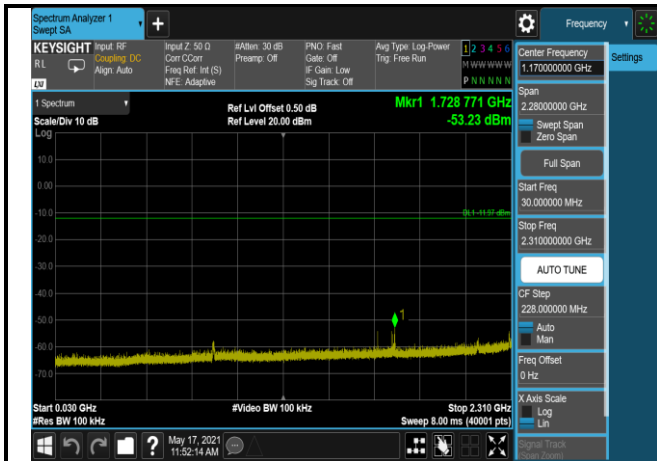 Spectrum Analyzer 1
Swept SA
Frequency
KEYSIGHT
RL
LXI
Input: RF
Coupling: DC
Align: Auto
Input Z: 50 Ω
Corr CCorr
Freq Ref: Int (S)
NFE: Adaptive
#Atten: 30 dB
Preamp: Off
PNO: Fast
Gate: Off
IF Gain: Low
Sig Track: Off
Avg Type: Log-Power
Trig: Free Run
1 2 3 4 5 6
M W W W W W
P N N N N N
Center Frequency
1.170000000 GHz
Settings
Span
2.28000000 GHz
Swept Span
Zero Span
Full Span
Start Freq
30.000000 MHz
Stop Freq
2.310000000 GHz
AUTO TUNE
CF Step
228.000000 MHz
Auto
Man
Freq Offset
0 Hz
X Axis Scale
Log
Lin
Signal Track
(Span Zoom)
1 Spectrum
Scale/Div 10 dB
Log
Ref Lvl Offset 0.50 dB
Ref Level 20.00 dBm
Mkr1 1.728 771 GHz
-53.23 dBm
10.0
0.00
-10.0
DL1 -11.97 dBm
-20.0
-30.0
-40.0
-50.0
1
-60.0
-70.0
Start 0.030 GHz
#Res BW 100 kHz
#Video BW 100 kHz
Stop 2.310 GHz
Sweep 8.00 ms (40001 pts)
?
May 17, 2021
11:52:14 AM